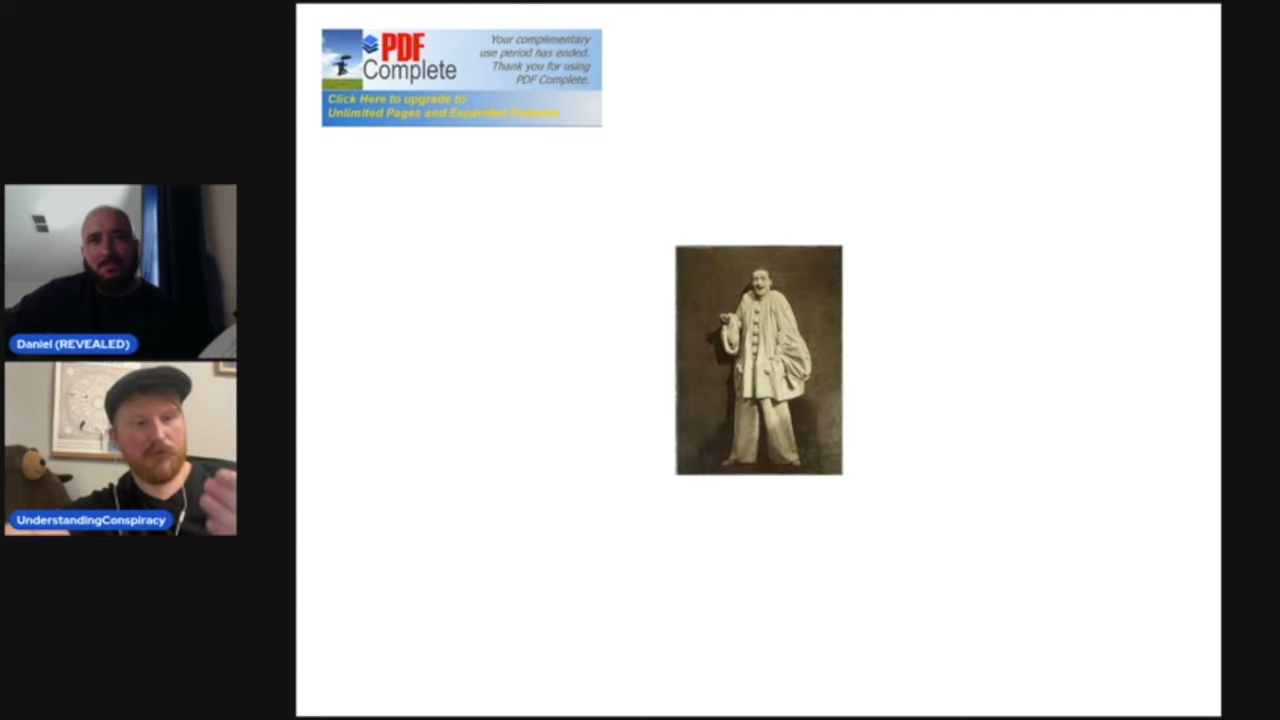 PDF
Complete
Your complimentary
use period has ended.
Thank you for using
PDF Complete.
Click Here to upgrade to
Unlimited Pages and Expanded Features
Daniel (REVEALED)
UnderstandingConspiracy